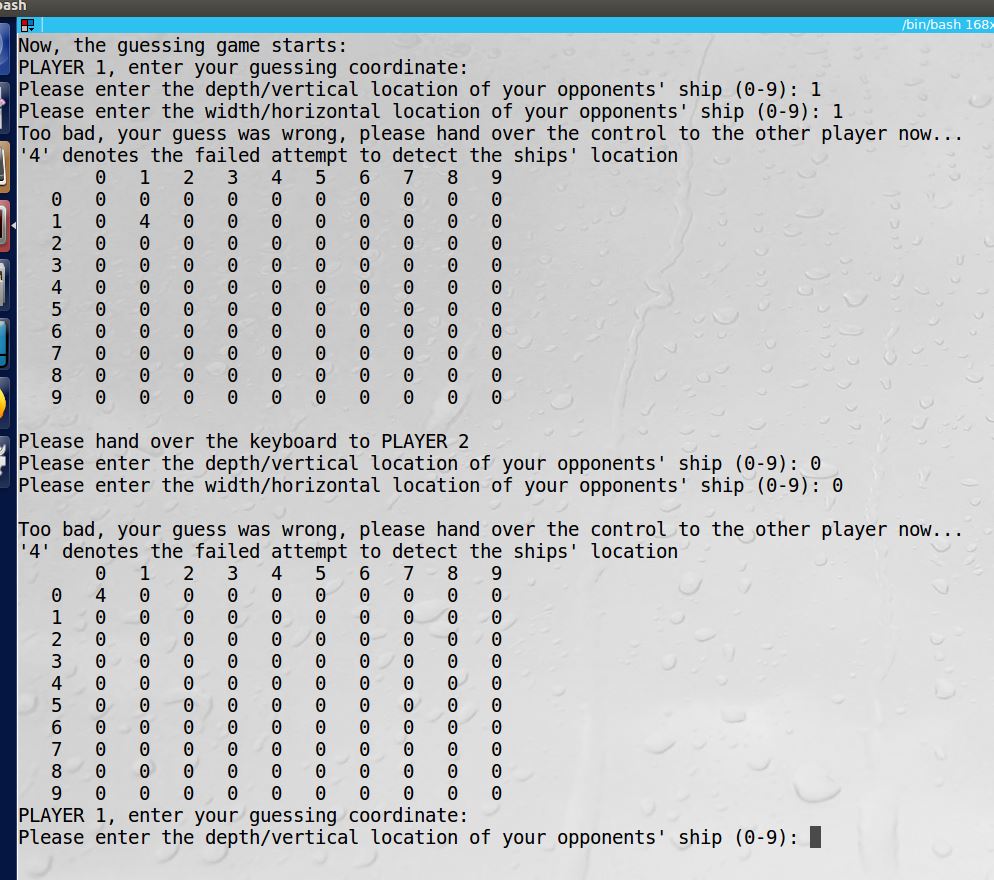 bash
/bin/bash 168x
Now, the guessing game starts:
PLAYER 1, enter your guessing coordinate:
Please enter the depth/vertical location of your opponents' ship (0-9): 1
Please enter the width/horizontal location of your opponents' ship (0-9): 1
Too bad, your guess was wrong, please hand over the control to the other player now...
'4' denotes the failed attempt to detect the ships' location
0 1 2 3 4 5 6 7 8 9
0 0 0 0 0 0 0 0 0 0 0
1 0 4 0 0 0 0 0 0 0 0
2 0 0 0 0 0 0 0 0 0 0
3 0 0 0 0 0 0 0 0 0 0
4 0 0 0 0 0 0 0 0 0 0
5 0 0 0 0 0 0 0 0 0 0
6 0 0 0 0 0 0 0 0 0 0
7 0 0 0 0 0 0 0 0 0 0
8 0 0 0 0 0 0 0 0 0 0
9 0 0 0 0 0 0 0 0 0 0
Please hand over the keyboard to PLAYER 2
Please enter the depth/vertical location of your opponents' ship (0-9): 0
Please enter the width/horizontal location of your opponents' ship (0-9): 0
Too bad, your guess was wrong, please hand over the control to the other player now...
'4' denotes the failed attempt to detect the ships' location
0 1 2 3 4 5 6 7 8 9
0 4 0 0 0 0 0 0 0 0 0
1 0 0 0 0 0 0 0 0 0 0
2 0 0 0 0 0 0 0 0 0 0
3 0 0 0 0 0 0 0 0 0 0
4 0 0 0 0 0 0 0 0 0 0
5 0 0 0 0 0 0 0 0 0 0
6 0 0 0 0 0 0 0 0 0 0
7 0 0 0 0 0 0 0 0 0 0
8 0 0 0 0 0 0 0 0 0 0
9 0 0 0 0 0 0 0 0 0 0
PLAYER 1, enter your guessing coordinate:
Please enter the depth/vertical location of your opponents' ship (0-9):